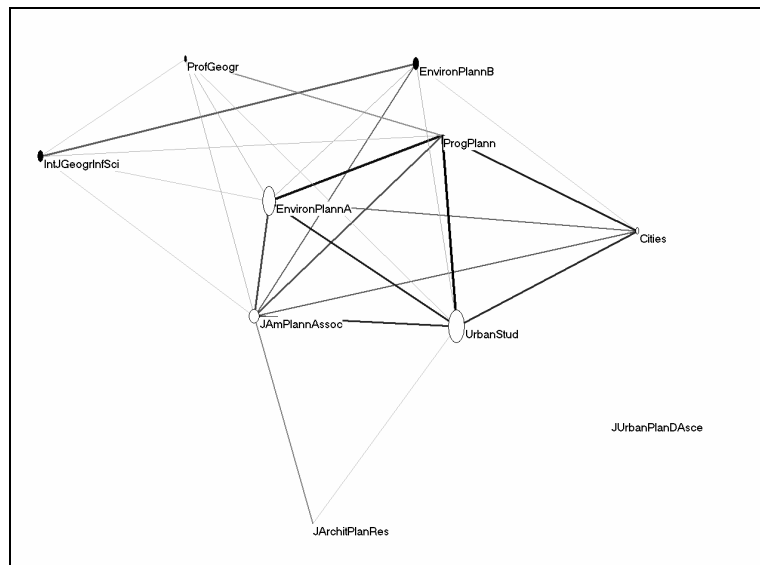 ProfGeogr
EnvironPlannB
ProgPlann
IntJGeogrInfSci
EnvironPlannA
Cities
JAmPlannAssoc
UrbanStud
JUrbanPlanDAsce
JArchitPlanRes